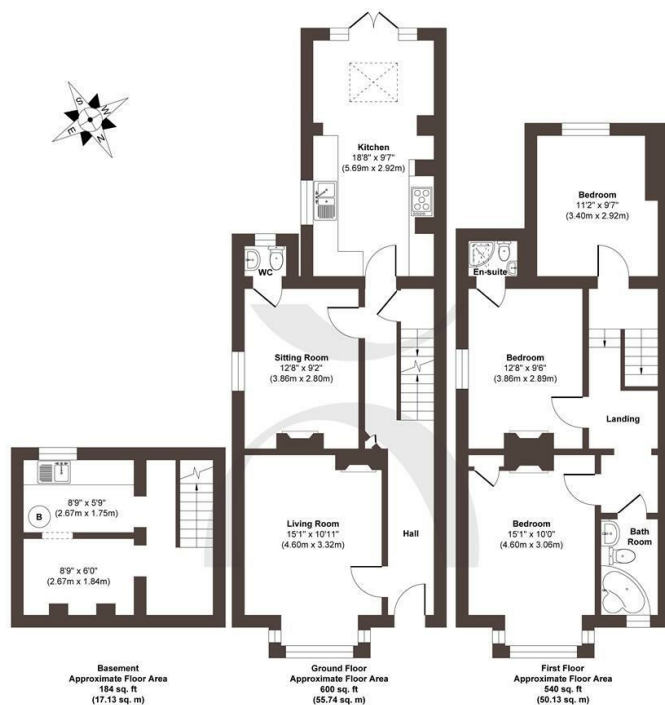 S
W
E
N
Kitchen
18'8" x 9'7"
(5.69m x 2.92m)
WC
Sitting Room
12'8" x 9'2"
(3.86m x 2.80m)
Living Room
15'1" x 10'11"
(4.60m x 3.32m)
Hall
Bedroom
11'2" x 9'7"
(3.40m x 2.92m)
En-suite
Bedroom
12'8" x 9'6"
(3.86m x 2.89m)
Landing
Bedroom
15'1" x 10'0"
(4.60m x 3.06m)
Bath
Room
8'9" x 5'9"
(2.67m x 1.75m)
B
8'9" x 6'0"
(2.67m x 1.84m)
Basement
Approximate Floor Area
184 sq. ft
(17.13 sq. m)
Ground Floor
Approximate Floor Area
600 sq. ft
(55.74 sq. m)
First Floor
Approximate Floor Area
540 sq. ft
(50.13 sq. m)